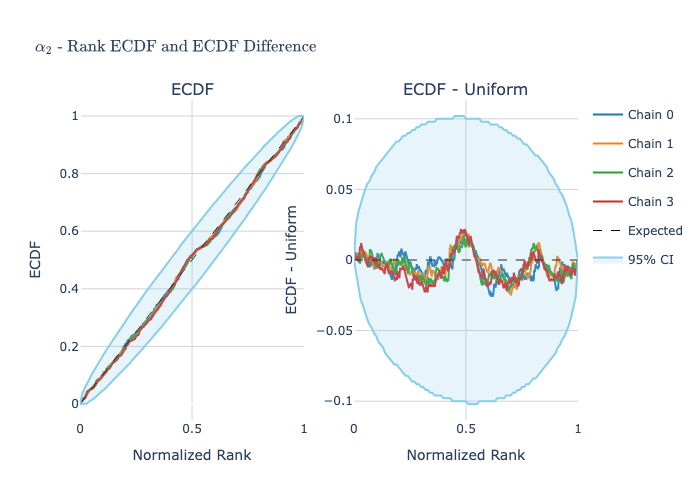 α₂ - Rank ECDF and ECDF Difference
ECDF
ECDF
1
0.8
0.6
0.4
0.2
0
0
0.5
1
Normalized Rank
ECDF - Uniform
ECDF - Uniform
0.1
0.05
0
−0.05
−0.1
0
0.5
1
Normalized Rank
Chain 0
Chain 1
Chain 2
Chain 3
Expected
95% CI